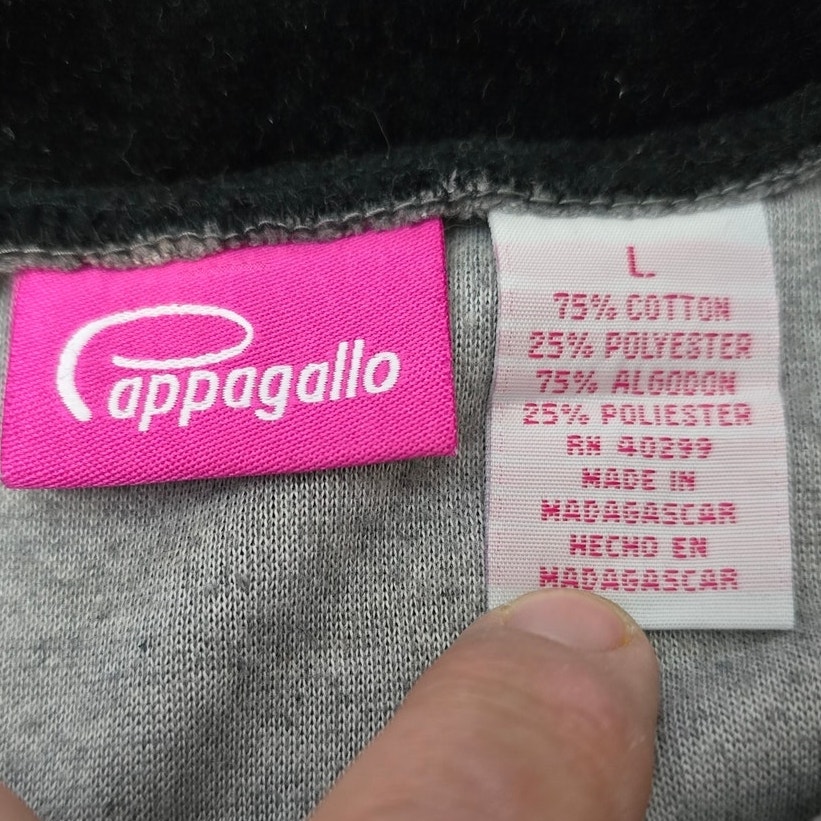 Pappagallo
L
75% COTTON
25% POLYESTER
75% ALGODON
25% POLIESTER
RN 40299
MADE IN
MADAGASCAR
HECHO EN
MADAGASCAR